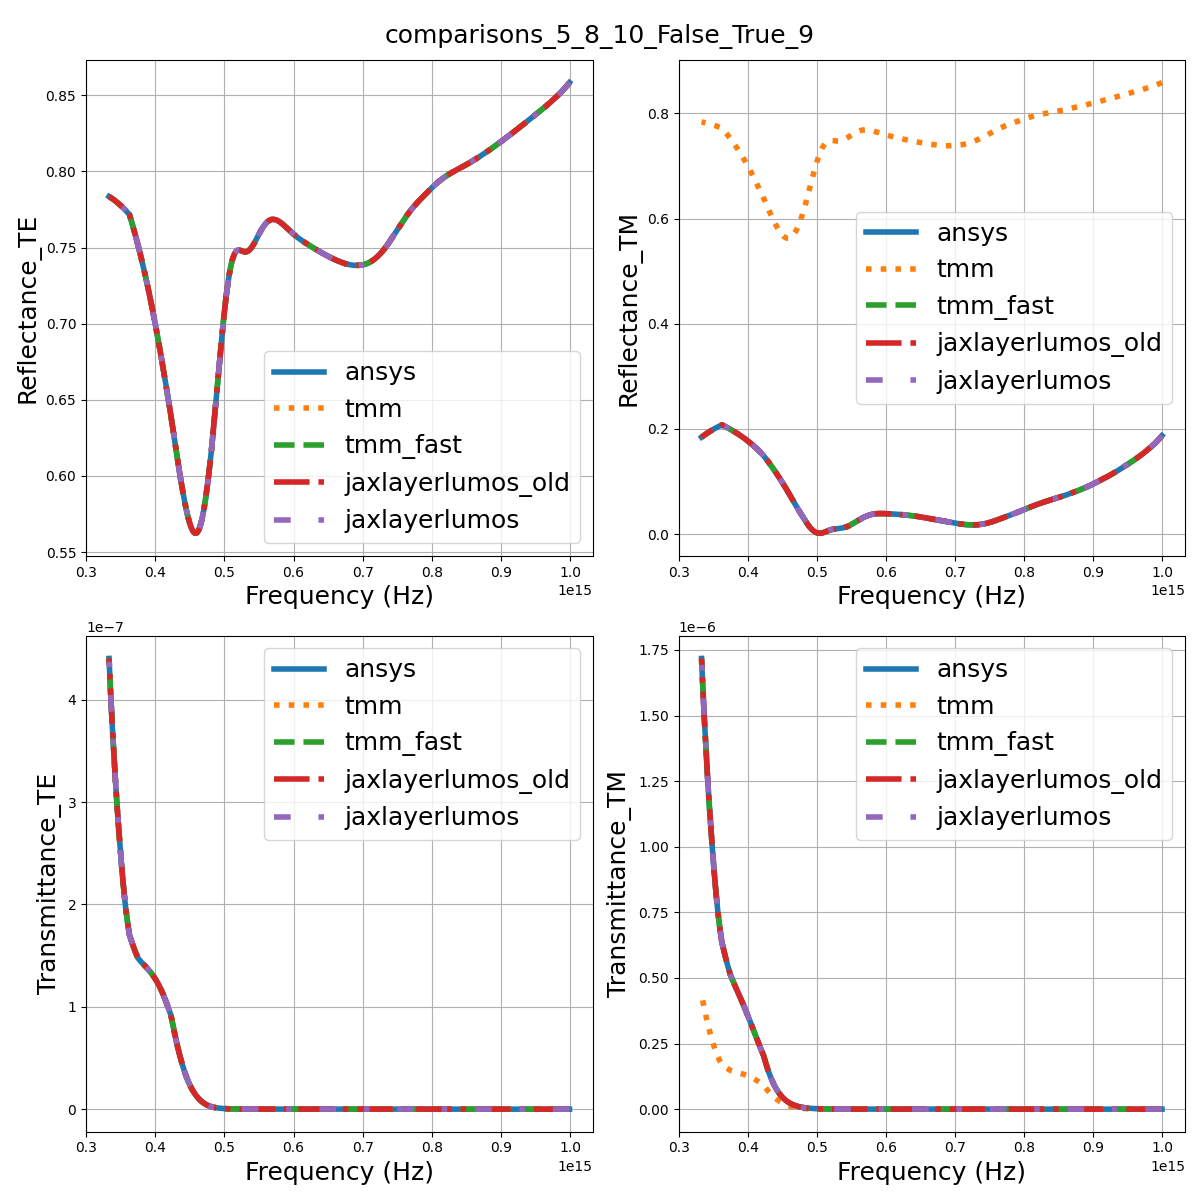 comparisons_5_8_10_False_True_9
Reflectance_TE
0.85
0.80
0.75
0.70
0.65
0.60
0.55
ansys
tmm
tmm_fast
jaxlayerlumos_old
jaxlayerlumos
0.3 0.4 0.5 0.6 0.7 0.8 0.9 1.0
1e15
Frequency (Hz)
Reflectance_TM
0.8
0.6
0.4
0.2
0.0
ansys
tmm
tmm_fast
jaxlayerlumos_old
jaxlayerlumos
0.3 0.4 0.5 0.6 0.7 0.8 0.9 1.0
1e15
Frequency (Hz)
1e−7
Transmittance_TE
4
3
2
1
0
ansys
tmm
tmm_fast
jaxlayerlumos_old
jaxlayerlumos
0.3 0.4 0.5 0.6 0.7 0.8 0.9 1.0
1e15
Frequency (Hz)
1e−6
Transmittance_TM
1.75
1.50
1.25
1.00
0.75
0.50
0.25
0.00
ansys
tmm
tmm_fast
jaxlayerlumos_old
jaxlayerlumos
0.3 0.4 0.5 0.6 0.7 0.8 0.9 1.0
1e15
Frequency (Hz)